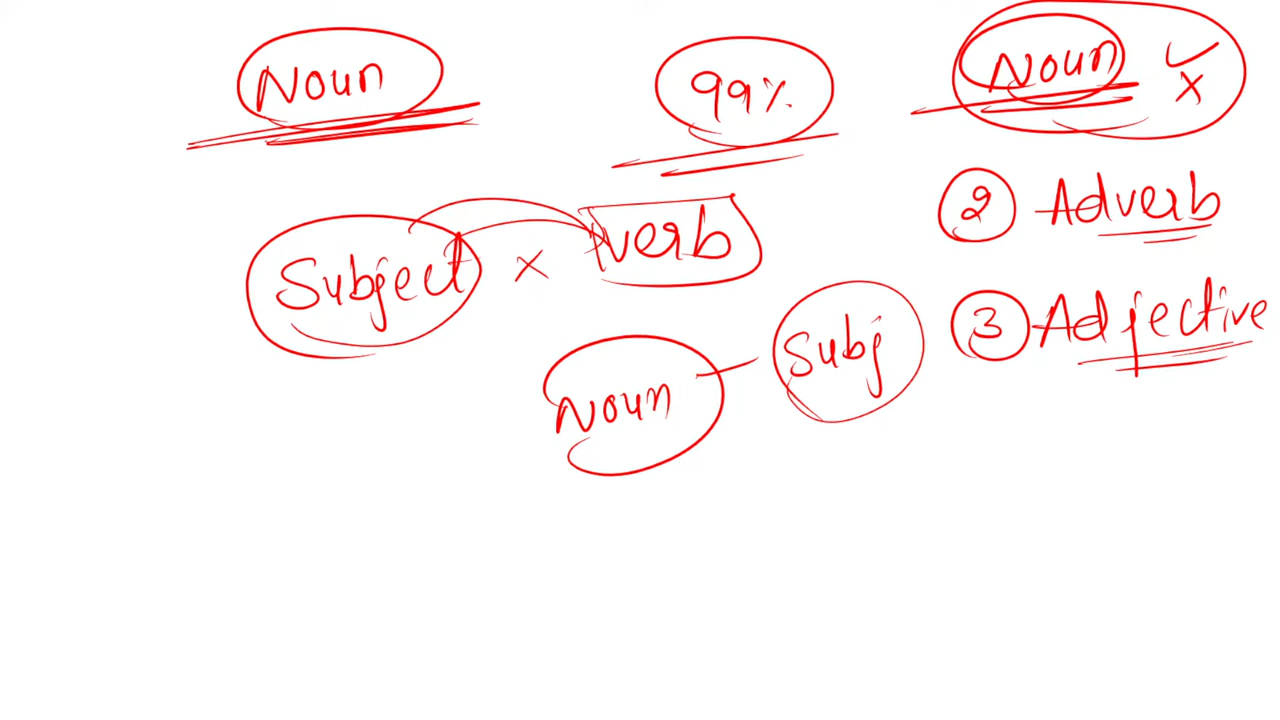 Noun 99% Noun ✓ x
② Adverb
Subject x verb
③ Adjective
Noun - Subj